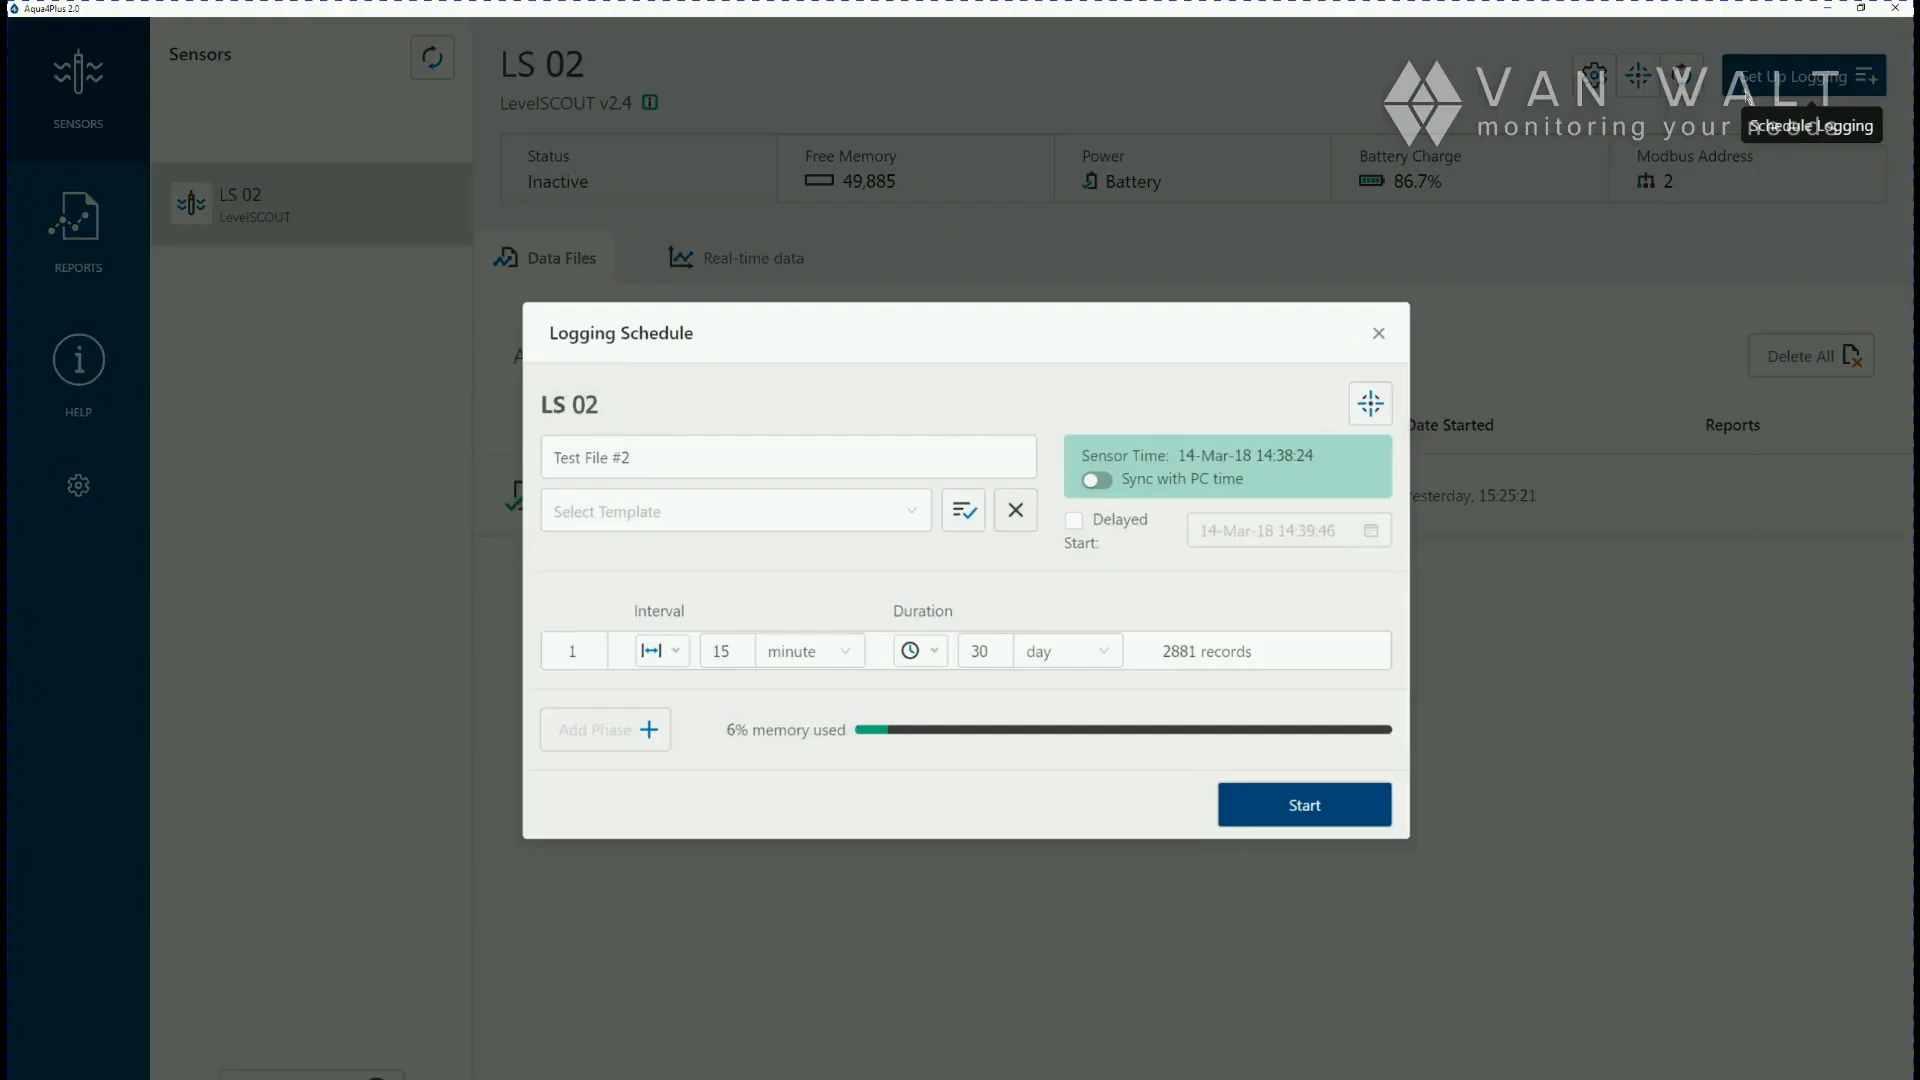 Aqua4Plus 2.0
SENSORS
REPORTS
HELP
Sensors
LS 02
LevelSCOUT
LS 02
LevelSCOUT v2.4
Set Up Logging
VAN WALT
monitoring your needs
Schedule Logging
Status
Inactive
Free Memory
49,885
Power
Battery
Battery Charge
86.7%
Modbus Address
2
Data Files
Real-time data
Delete All
Date Started
Reports
Yesterday, 15:25:21
Logging Schedule
LS 02
Test File #2
Select Template
Sensor Time: 14-Mar-18 14:38:24
Sync with PC time
Delayed
Start:
14-Mar-18 14:39:46
Interval
Duration
1
15
minute
30
day
2881 records
Add Phase
6% memory used
Start